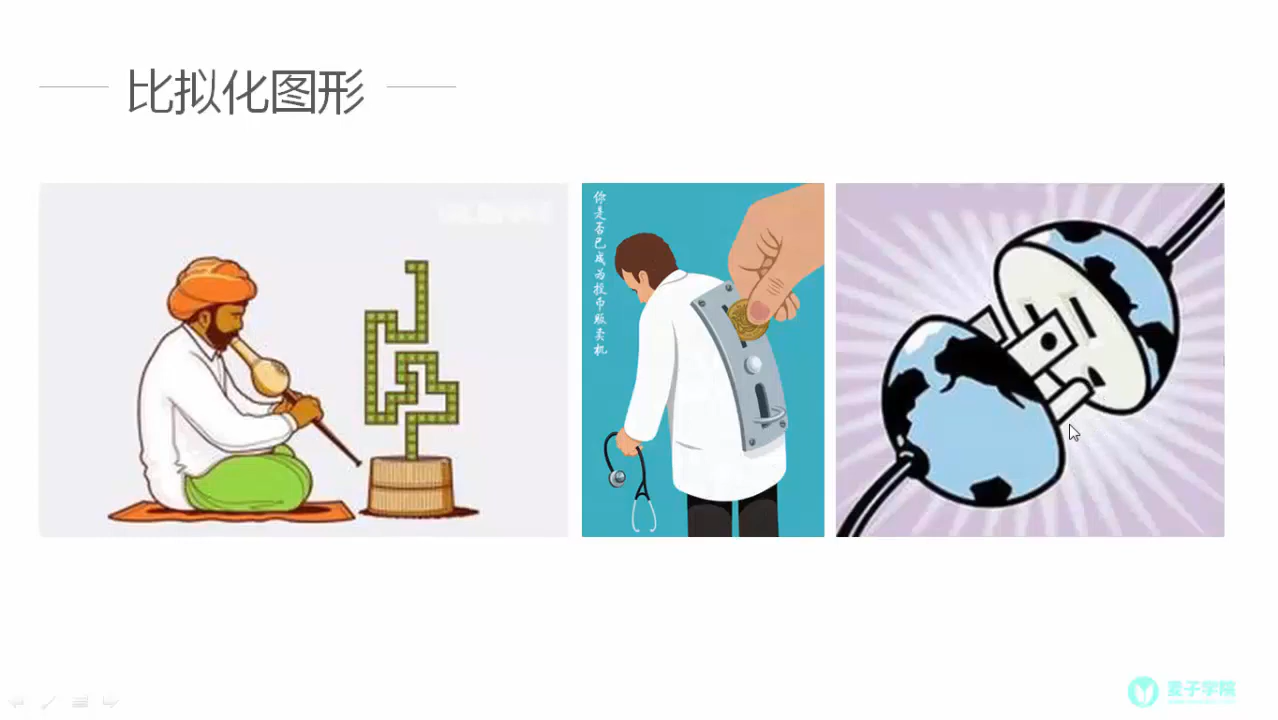 比拟化图形
你是否已成为投币贩卖机
麦子学院